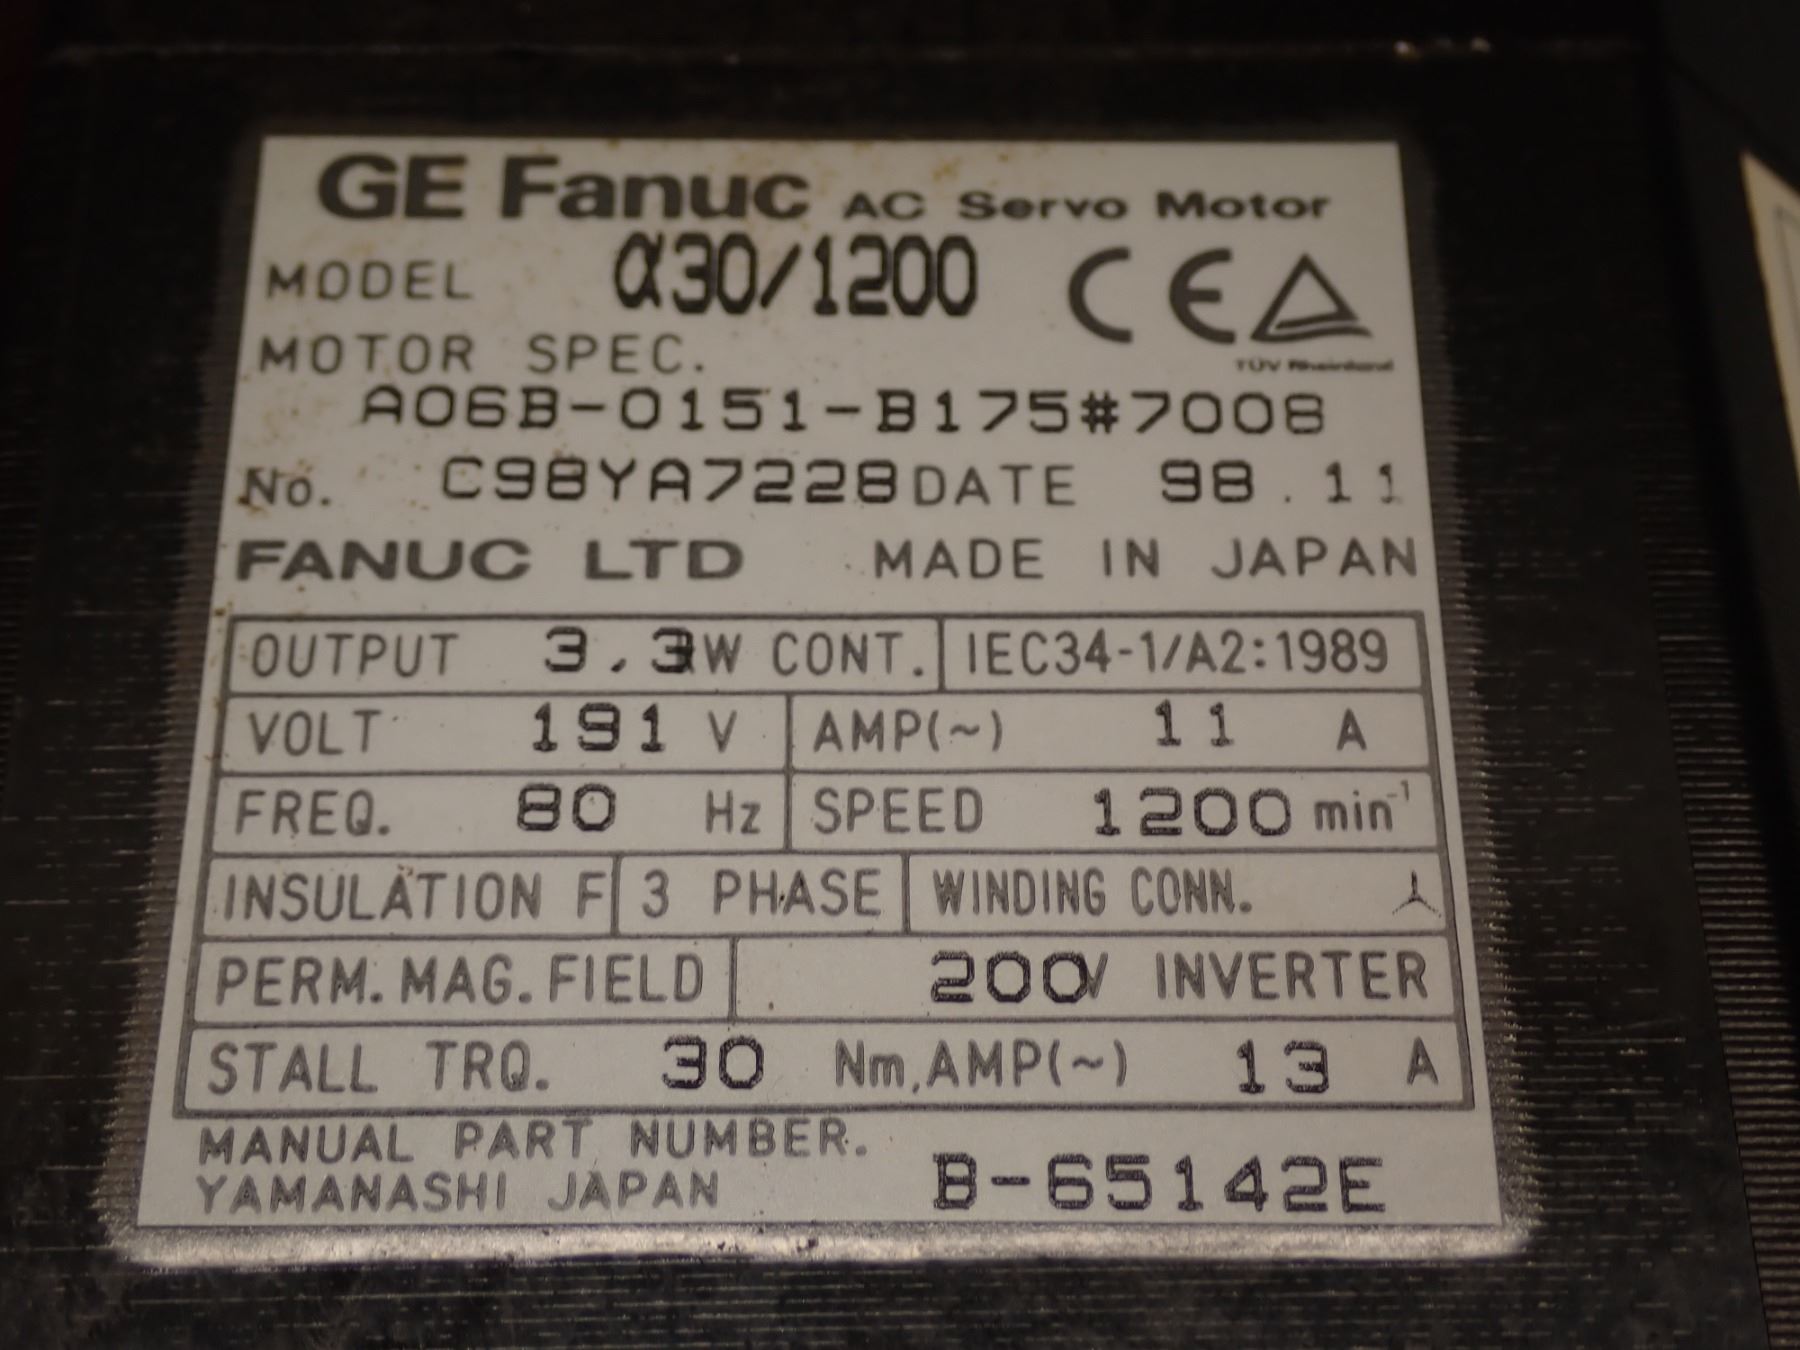 GE Fanuc AC Servo Motor
MODEL α30/1200 CE
TÜV Rheinland
MOTOR SPEC.
A06B-0151-B175#7008
No. C98YA7228 DATE 98.11
FANUC LTD MADE IN JAPAN
OUTPUT 3.3kW CONT. IEC34-1/A2:1989
VOLT 191 V AMP(~) 11 A
FREQ. 80 Hz SPEED 1200 min⁻¹
INSULATION F 3 PHASE WINDING CONN.
PERM.MAG.FIELD 200V INVERTER
STALL TRQ. 30 Nm,AMP(~) 13 A
MANUAL PART NUMBER.
YAMANASHI JAPAN B-65142E